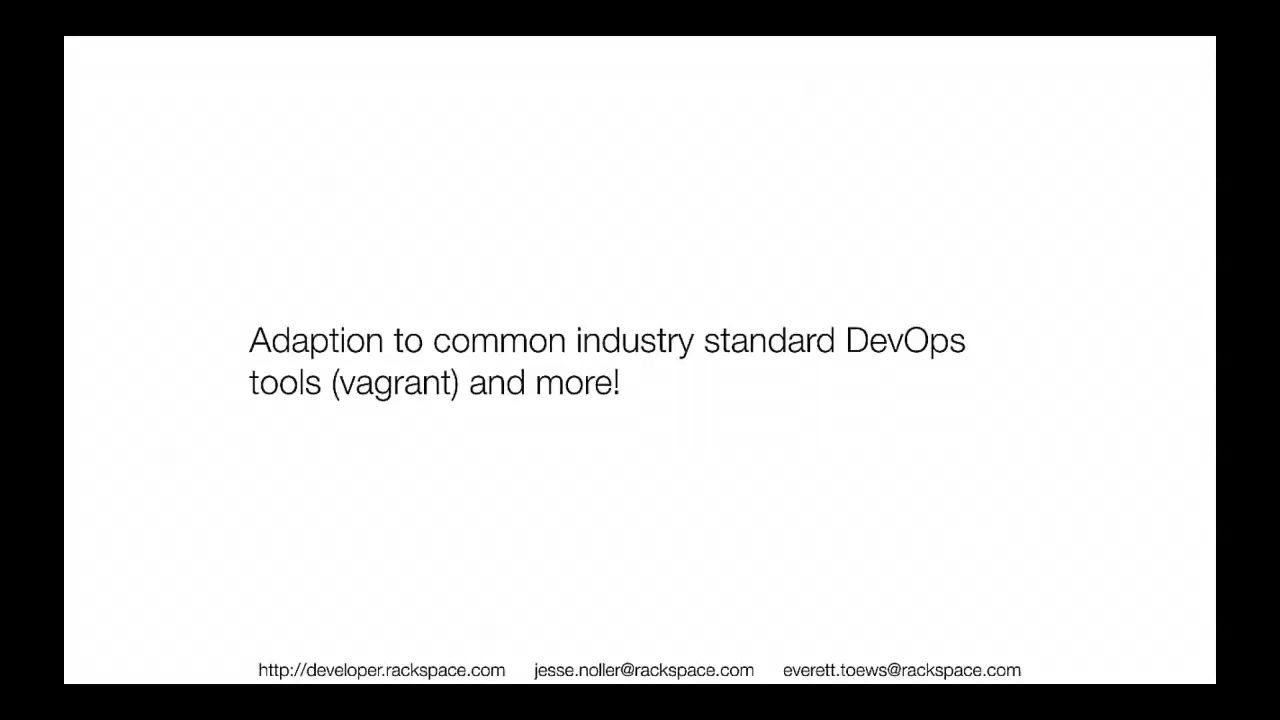 Adaption to common industry standard DevOps
tools (vagrant) and more!
http://developer.rackspace.com jesse.noller@rackspace.com everett.toews@rackspace.com